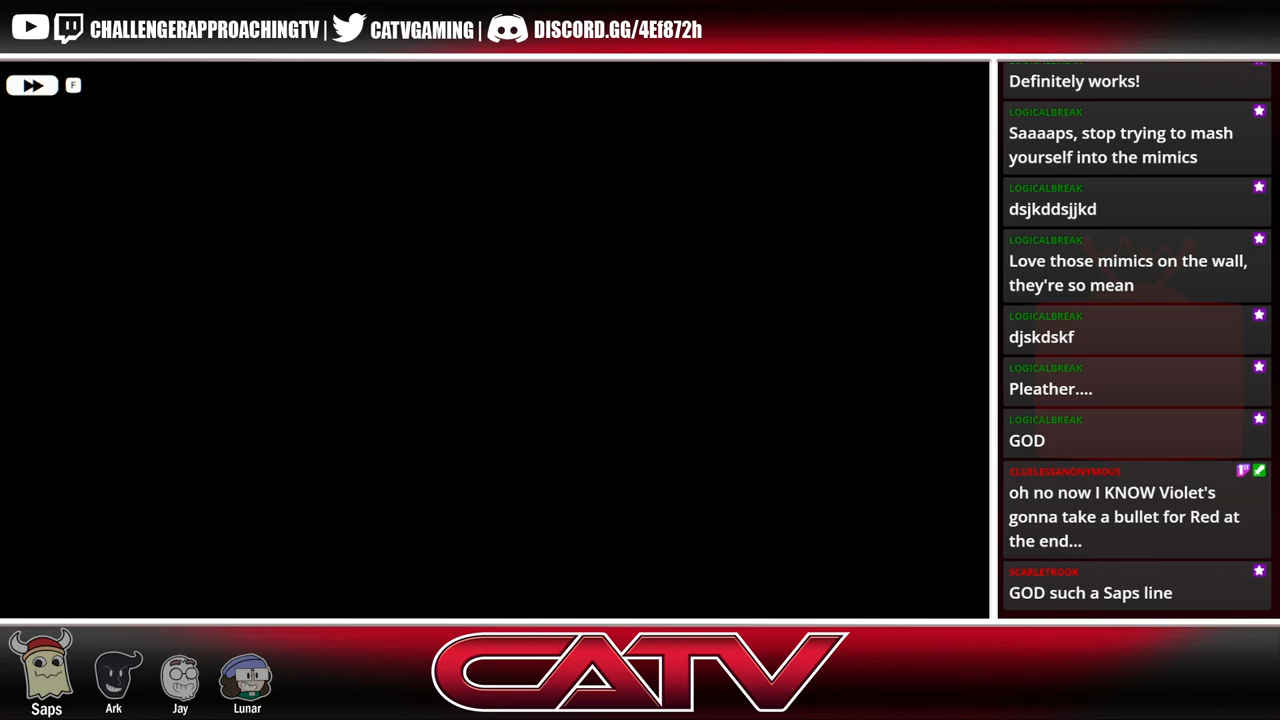 CHALLENGERAPPROACHINGTV | CATVGAMING | DISCORD.GG/4Ef872h
F
Definitely works!
LOGICALBREAK
Saaaaps, stop trying to mash
yourself into the mimics
LOGICALBREAK
dsjkddsjjkd
LOGICALBREAK
Love those mimics on the wall,
they're so mean
LOGICALBREAK
djskdskf
LOGICALBREAK
Pleather....
LOGICALBREAK
GOD
CLUELESSANONYMOUS
oh no now I KNOW Violet's
gonna take a bullet for Red at
the end...
SCARLETROOK
GOD such a Saps line
Saps Ark Jay Lunar
CATV